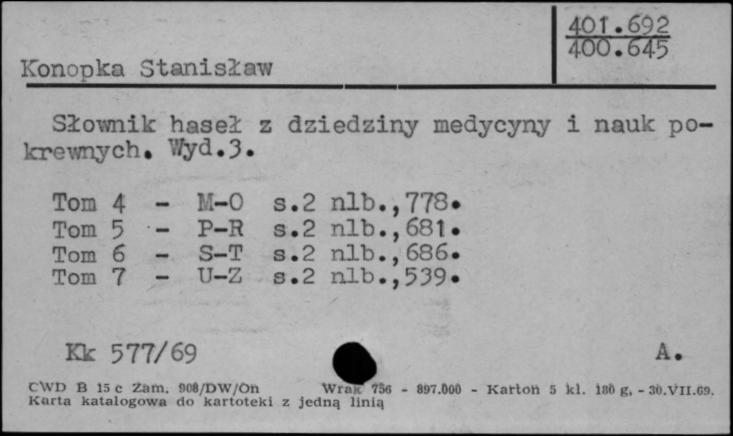 401.692
400.645
Konopka Stanisław
Słownik haseł z dziedziny medycyny i nauk po-
krewnych. Wyd.3.
Tom 4 - M-O s.2 nlb.,778.
Tom 5 - P-R s.2 nlb.,681.
Tom 6 - S-T s.2 nlb.,686.
Tom 7 - U-Z s.2 nlb.,539.
Kk 577/69 A.
CWD B 15 c Zam. 908/DW/On Wrak 756 - 897.000 - Karton 5 kl. 180 g, - 30.VII.69.
Karta katalogowa do kartoteki z jedną linią